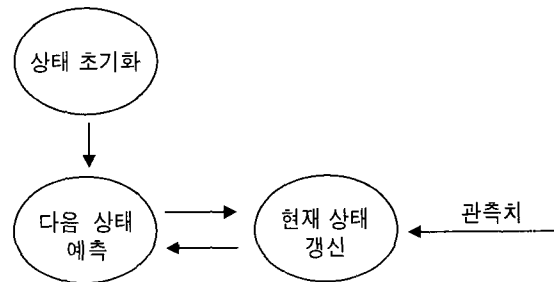 상태 초기화
다음 상태
예측
현재 상태
갱신
관측치